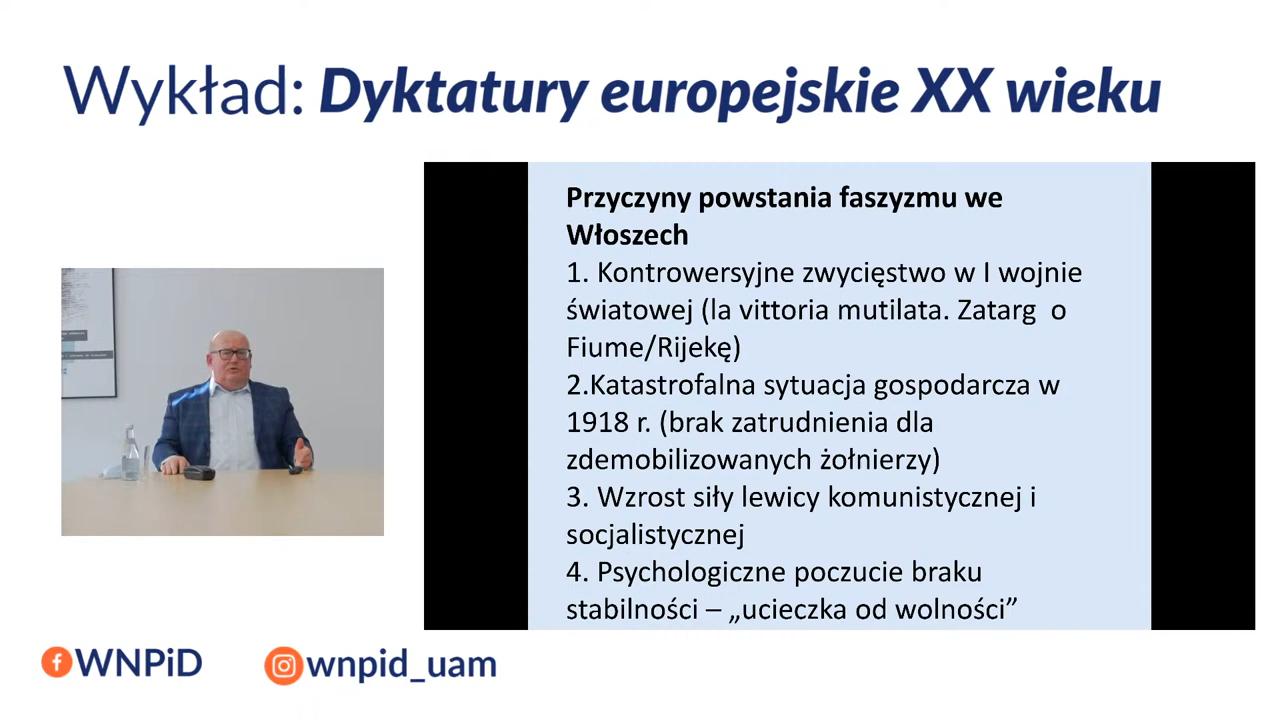 Wykład: Dyktatury europejskie XX wieku
Przyczyny powstania faszyzmu we
Włoszech
1. Kontrowersyjne zwycięstwo w I wojnie
światowej (la vittoria mutilata. Zatarg  o
Fiume/Rijekę)
2.Katastrofalna sytuacja gospodarcza w
1918 r. (brak zatrudnienia dla
zdemobilizowanych żołnierzy)
3. Wzrost siły lewicy komunistycznej i
socjalistycznej
4. Psychologiczne poczucie braku
stabilności – „ucieczka od wolności”
WNPiD
wnpid_uam